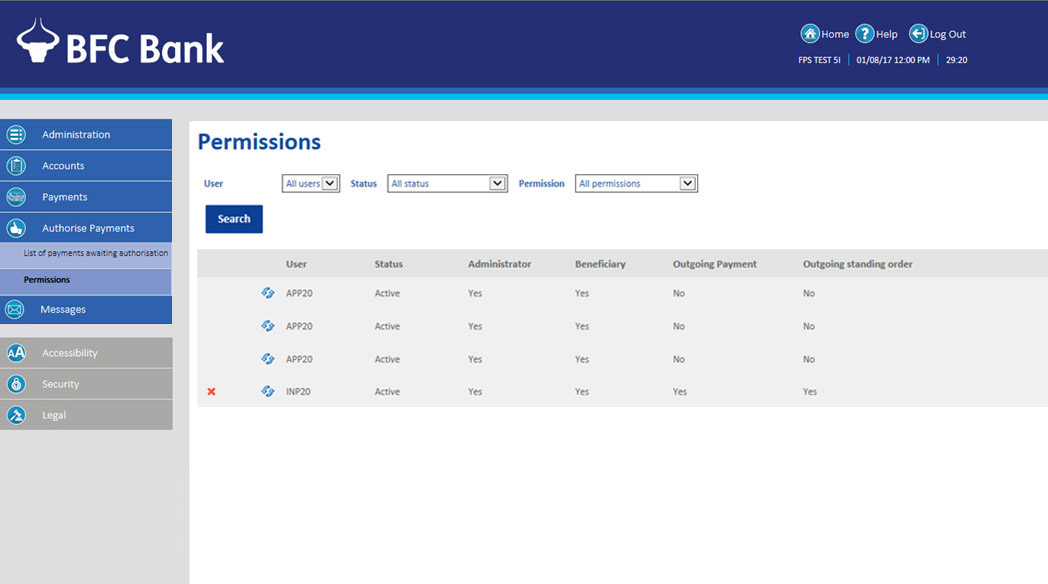 BFC Bank
Home Help Log Out
FPS TEST 5I 01/08/17 12:00 PM 29:20
Administration
Accounts
Payments
Authorise Payments
List of payments awaiting authorisation
Permissions
Messages
AA Accessibility
Security
Legal
Permissions
User All users Status All status Permission All permissions
Search
User Status Administrator Beneficiary Outgoing Payment Outgoing standing order
APP20 Active Yes Yes No No
APP20 Active Yes Yes No No
APP20 Active Yes Yes No No
INP20 Active Yes Yes Yes Yes